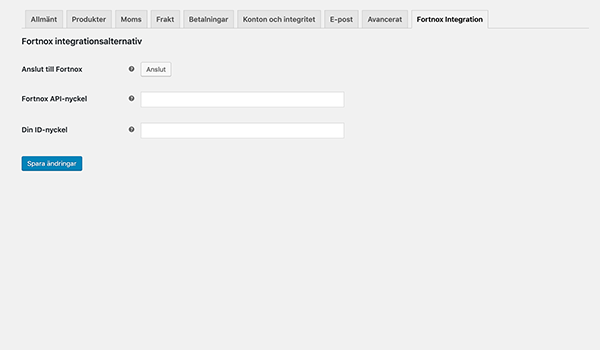 Allmänt Produkter Moms Frakt Betalningar Konton och integritet E-post Avancerat Fortnox Integration
Fortnox integrationsalternativ
Anslut till Fortnox ? Anslut
Fortnox API-nyckel ?
Din ID-nyckel ?
Spara ändringar